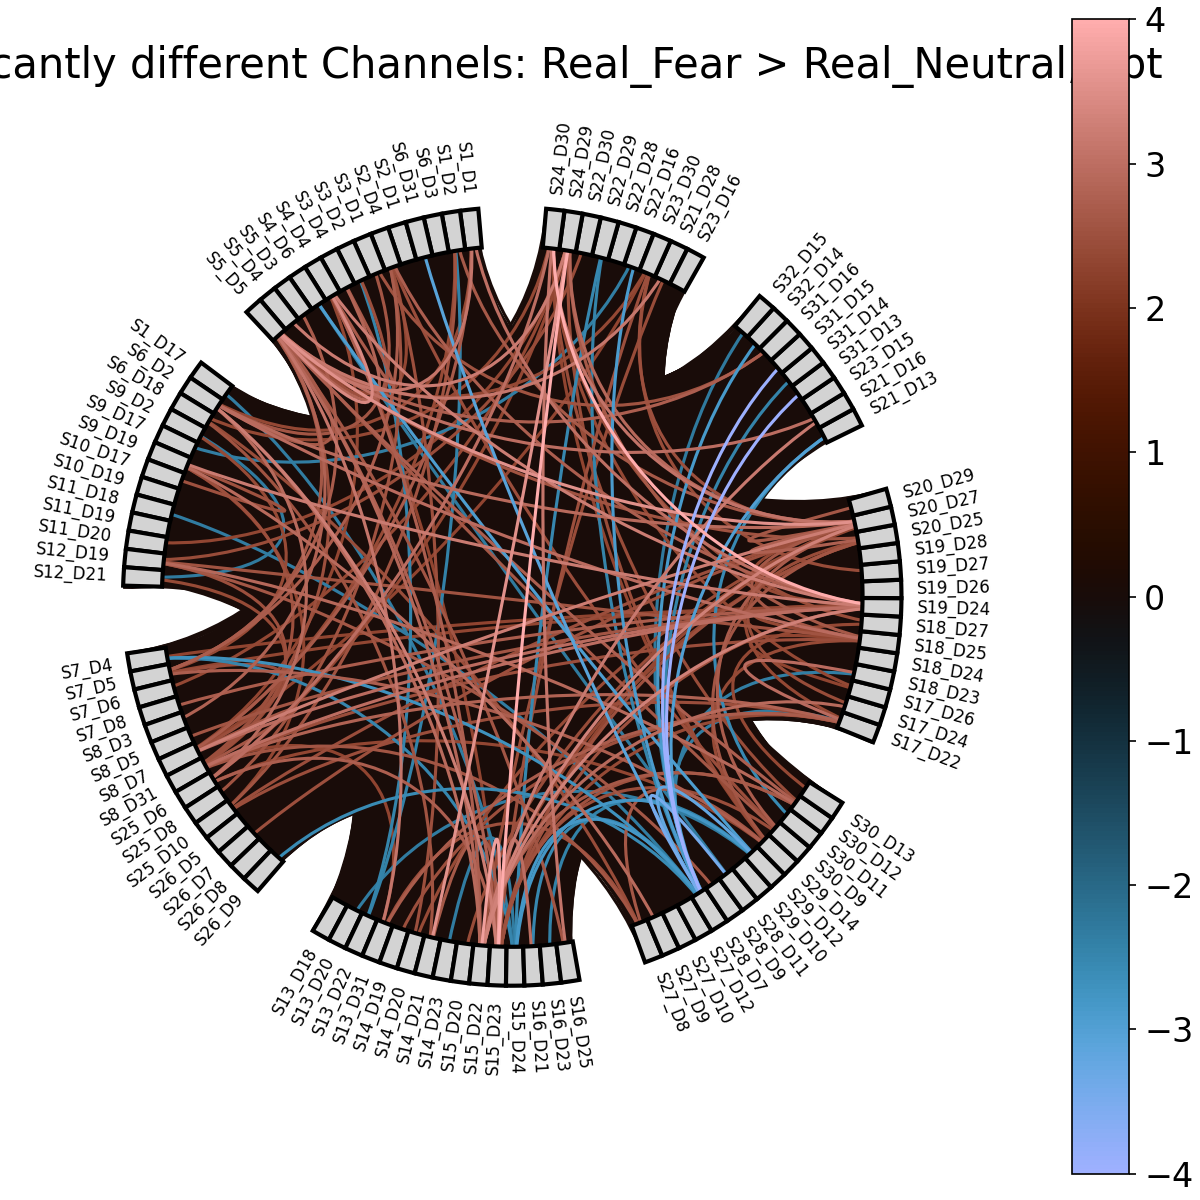 cantly different Channels: Real_Fear > Real_Neutral,
4
3
2
1
0
−1
−2
−3
−4
S1_D1
S1_D2
S6_D3
S6_D31
S2_D1
S2_D4
S3_D1
S3_D2
S3_D4
S4_D4
S4_D6
S5_D3
S5_D4
S5_D5
S1_D17
S6_D2
S6_D18
S9_D2
S9_D17
S9_D19
S10_D17
S10_D19
S11_D18
S11_D19
S11_D20
S12_D19
S12_D21
S7_D4
S7_D5
S7_D6
S7_D8
S8_D3
S8_D5
S8_D7
S8_D31
S25_D6
S25_D8
S25_D10
S26_D5
S26_D7
S26_D8
S26_D9
S13_D18
S13_D20
S13_D22
S13_D31
S14_D19
S14_D20
S14_D21
S14_D23
S15_D20
S15_D22
S15_D23
S15_D24
S16_D21
S16_D23
S16_D25
S27_D8
S27_D9
S27_D10
S27_D12
S28_D7
S28_D9
S28_D11
S29_D10
S29_D12
S29_D14
S30_D9
S30_D11
S30_D12
S30_D13
S17_D22
S17_D24
S17_D26
S18_D23
S18_D24
S18_D25
S18_D27
S19_D24
S19_D26
S19_D27
S19_D28
S20_D25
S20_D27
S20_D29
S21_D13
S21_D16
S23_D15
S31_D13
S31_D14
S31_D15
S31_D16
S32_D14
S32_D15
S23_D16
S21_D28
S23_D30
S22_D16
S22_D28
S22_D29
S22_D30
S24_D29
S24_D30